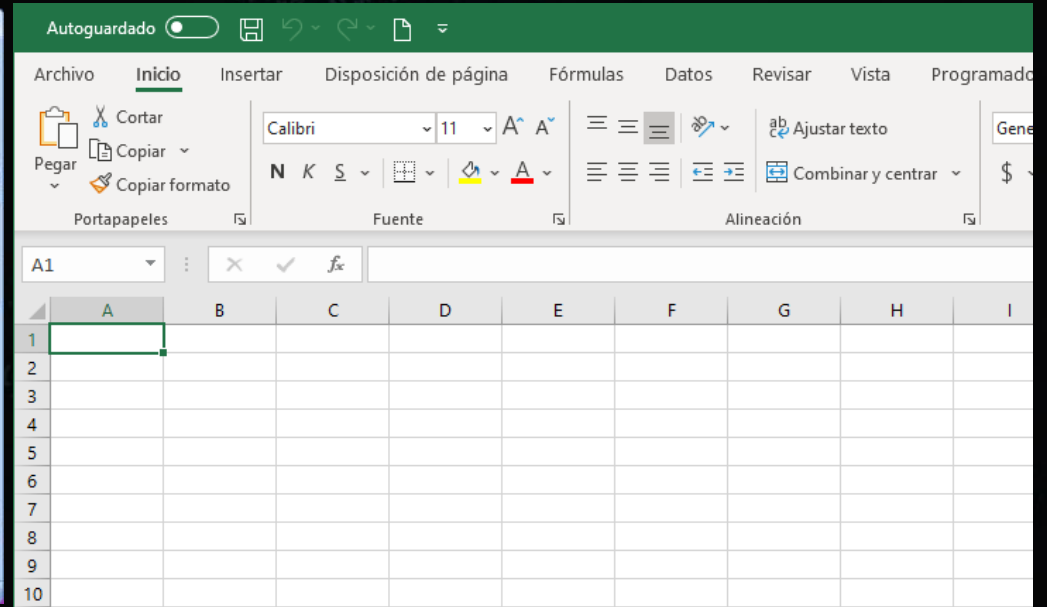 Autoguardado
Archivo Inicio Insertar Disposición de página Fórmulas Datos Revisar Vista Programado
Pegar
Cortar
Copiar
Copiar formato
Portapapeles
Calibri 11 A A
N K S A
Fuente
ab Ajustar texto
Combinar y centrar
Alineación
Gene
$
A1 fx
A B C D E F G H I
1
2
3
4
5
6
7
8
9
10